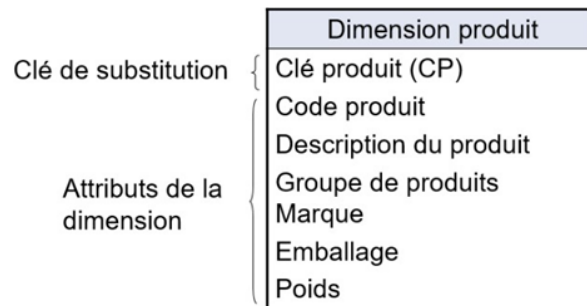 Dimension produit
Clé de substitution
Clé produit (CP)
Attributs de la
dimension
Code produit
Description du produit
Groupe de produits
Marque
Emballage
Poids